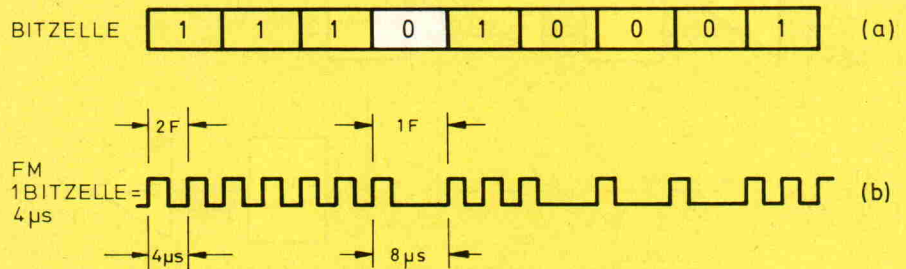 BITZELLE 1 1 1 0 1 0 0 0 1 (a)
2F 1F
FM
1BITZELLE=
4µs
(b)
4µs 8µs